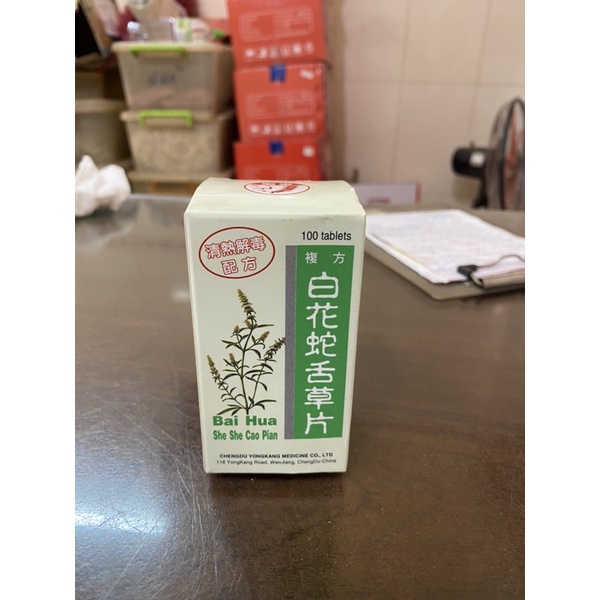 100 tablets
清熱解毒
配方
複方
白花蛇舌草片
Bai Hua
She She Cao Pian
CHENGDU YONGKANG MEDICINE CO., LTD
118 YongKang Road, WenJiang, ChengDu-China